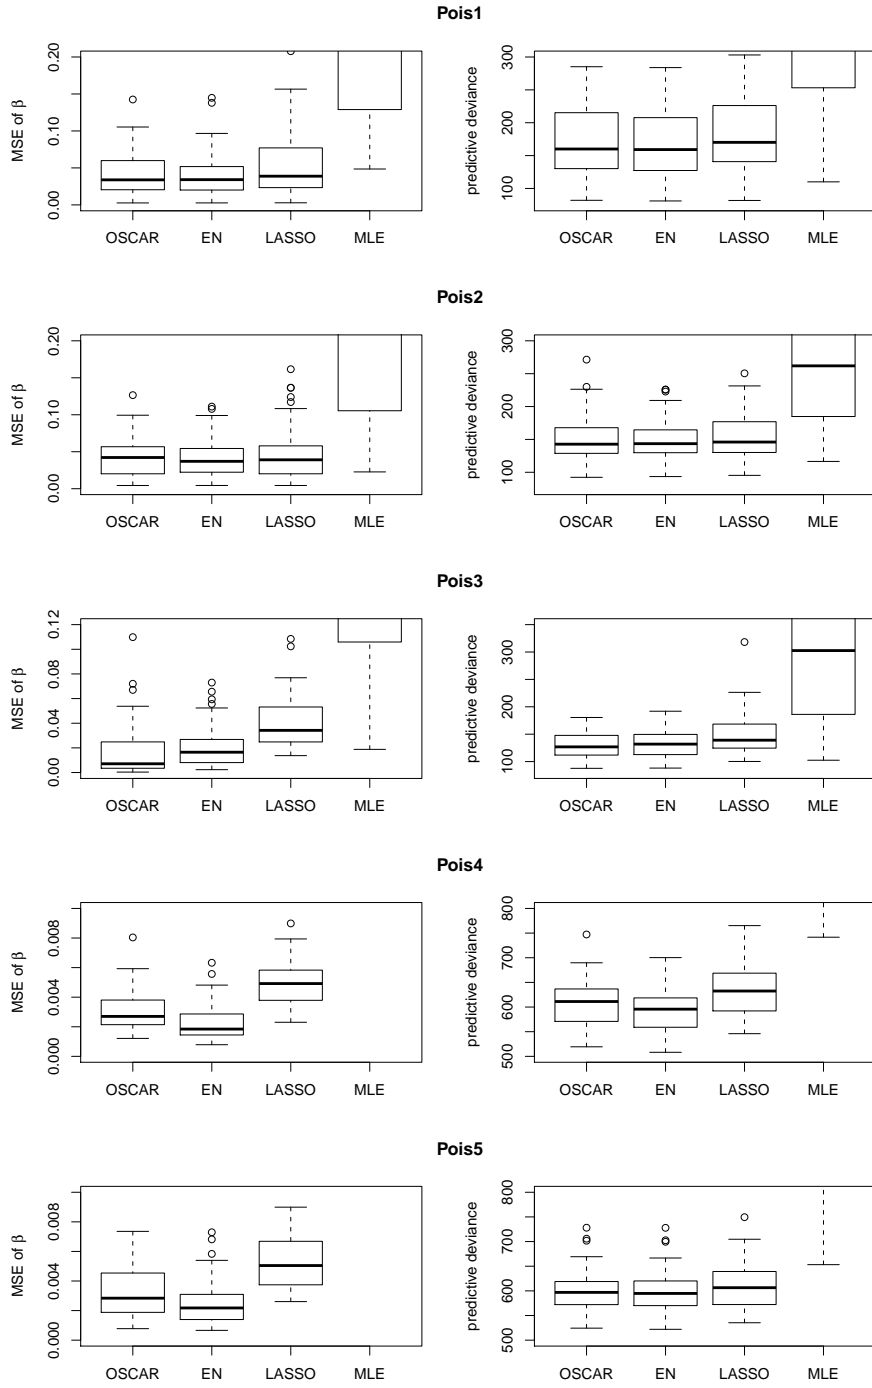 Pois1
MSE of β
0.00 0.10 0.20
OSCAR EN LASSO MLE
predictive deviance
100 200 300
OSCAR EN LASSO MLE
Pois2
MSE of β
0.00 0.10 0.20
OSCAR EN LASSO MLE
predictive deviance
100 200 300
OSCAR EN LASSO MLE
Pois3
MSE of β
0.00 0.04 0.08 0.12
OSCAR EN LASSO MLE
predictive deviance
100 200 300
OSCAR EN LASSO MLE
Pois4
MSE of β
0.000 0.004 0.008
OSCAR EN LASSO MLE
predictive deviance
500 600 700 800
OSCAR EN LASSO MLE
Pois5
MSE of β
0.000 0.004 0.008
OSCAR EN LASSO MLE
predictive deviance
500 600 700 800
OSCAR EN LASSO MLE